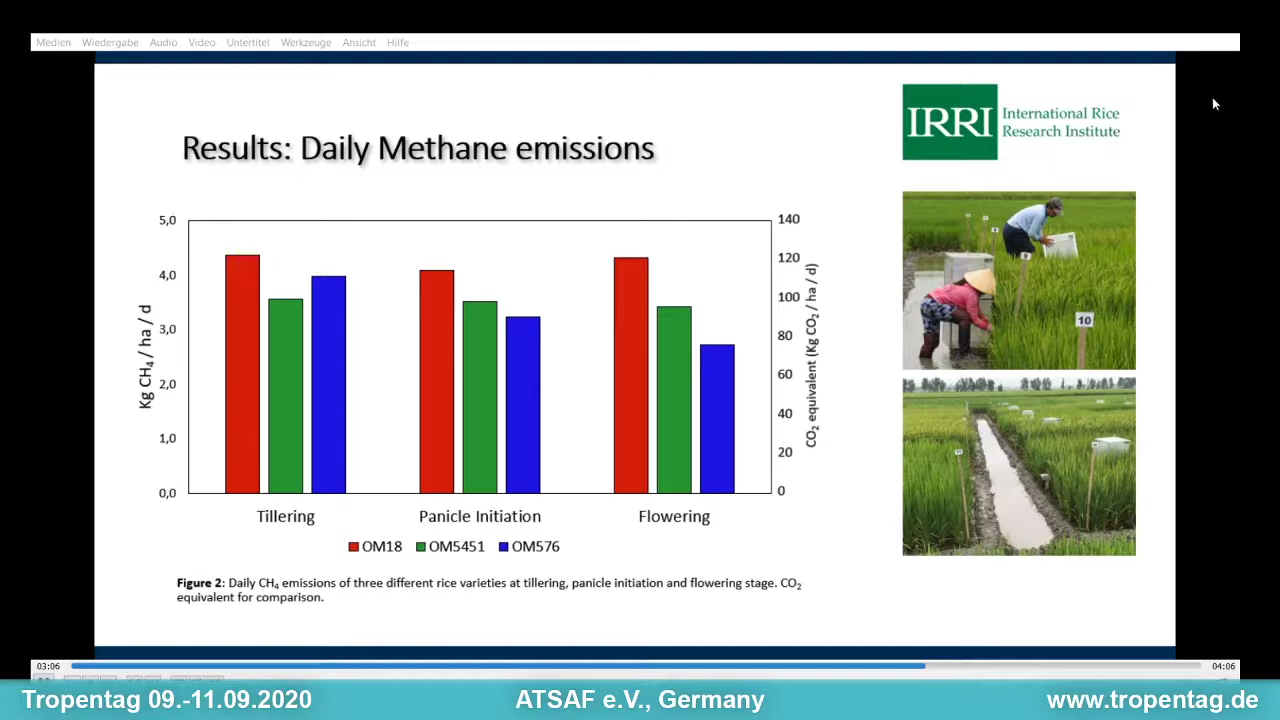 Medien Wiedergabe Audio Video Untertitel Werkzeuge Ansicht Hilfe
IRRI International Rice
Research Institute
Results: Daily Methane emissions
5,0
4,0
3,0
2,0
1,0
0,0
Kg CH₄ / ha / d
140
120
100
80
60
40
20
0
CO₂ equivalent (Kg CO₂ / ha / d)
Tillering Panicle Initiation Flowering
OM18 OM5451 OM576
Figure 2: Daily CH₄ emissions of three different rice varieties at tillering, panicle initiation and flowering stage. CO₂
equivalent for comparison.
9
10
03:06 04:06
Tropentag 09.-11.09.2020 ATSAF e.V., Germany www.tropentag.de